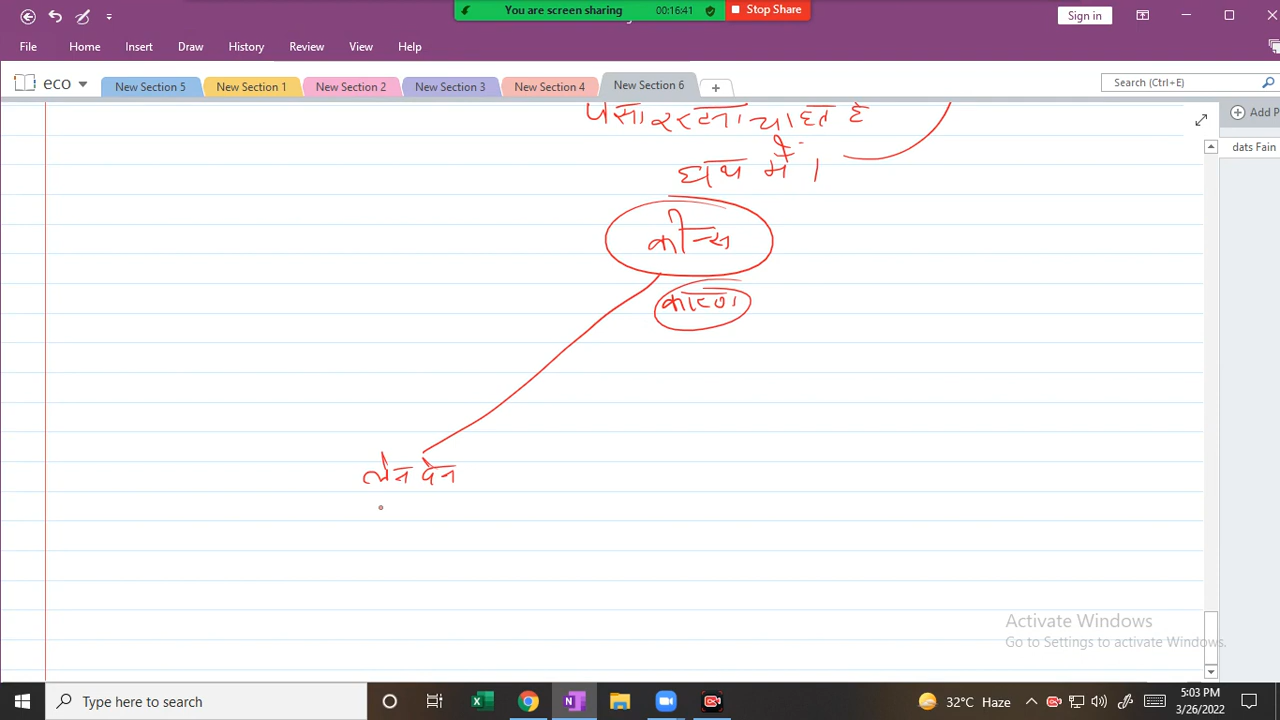 You are screen sharing 00:16:41 Stop Share
Sign in
File Home Insert Draw History Review View Help
eco New Section 5 New Section 1 New Section 2 New Section 3 New Section 4 New Section 6 + Search (Ctrl+E)
Add P
dats Fain
पैसा रखना चाहते है
हाथ में ।
कीन्स
कारण
लेन देन
Activate Windows
Go to Settings to activate Windows.
Type here to search 32°C Haze 5:03 PM
3/26/2022